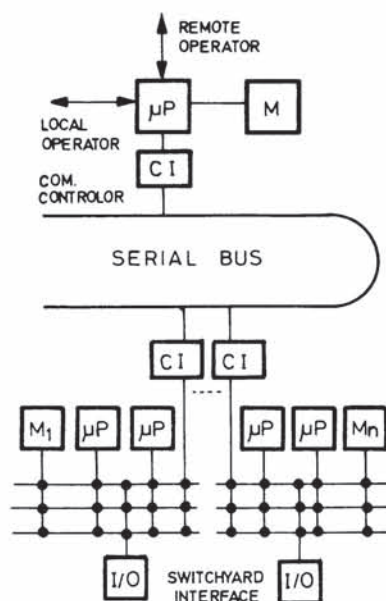 REMOTE
OPERATOR
μP
M
LOCAL
OPERATOR
CI
COM.
CONTROLOR
SERIAL BUS
CI
CI
M1
μP
μP
μP
μP
Mn
I/O
SWITCHYARD
INTERFACE
I/O